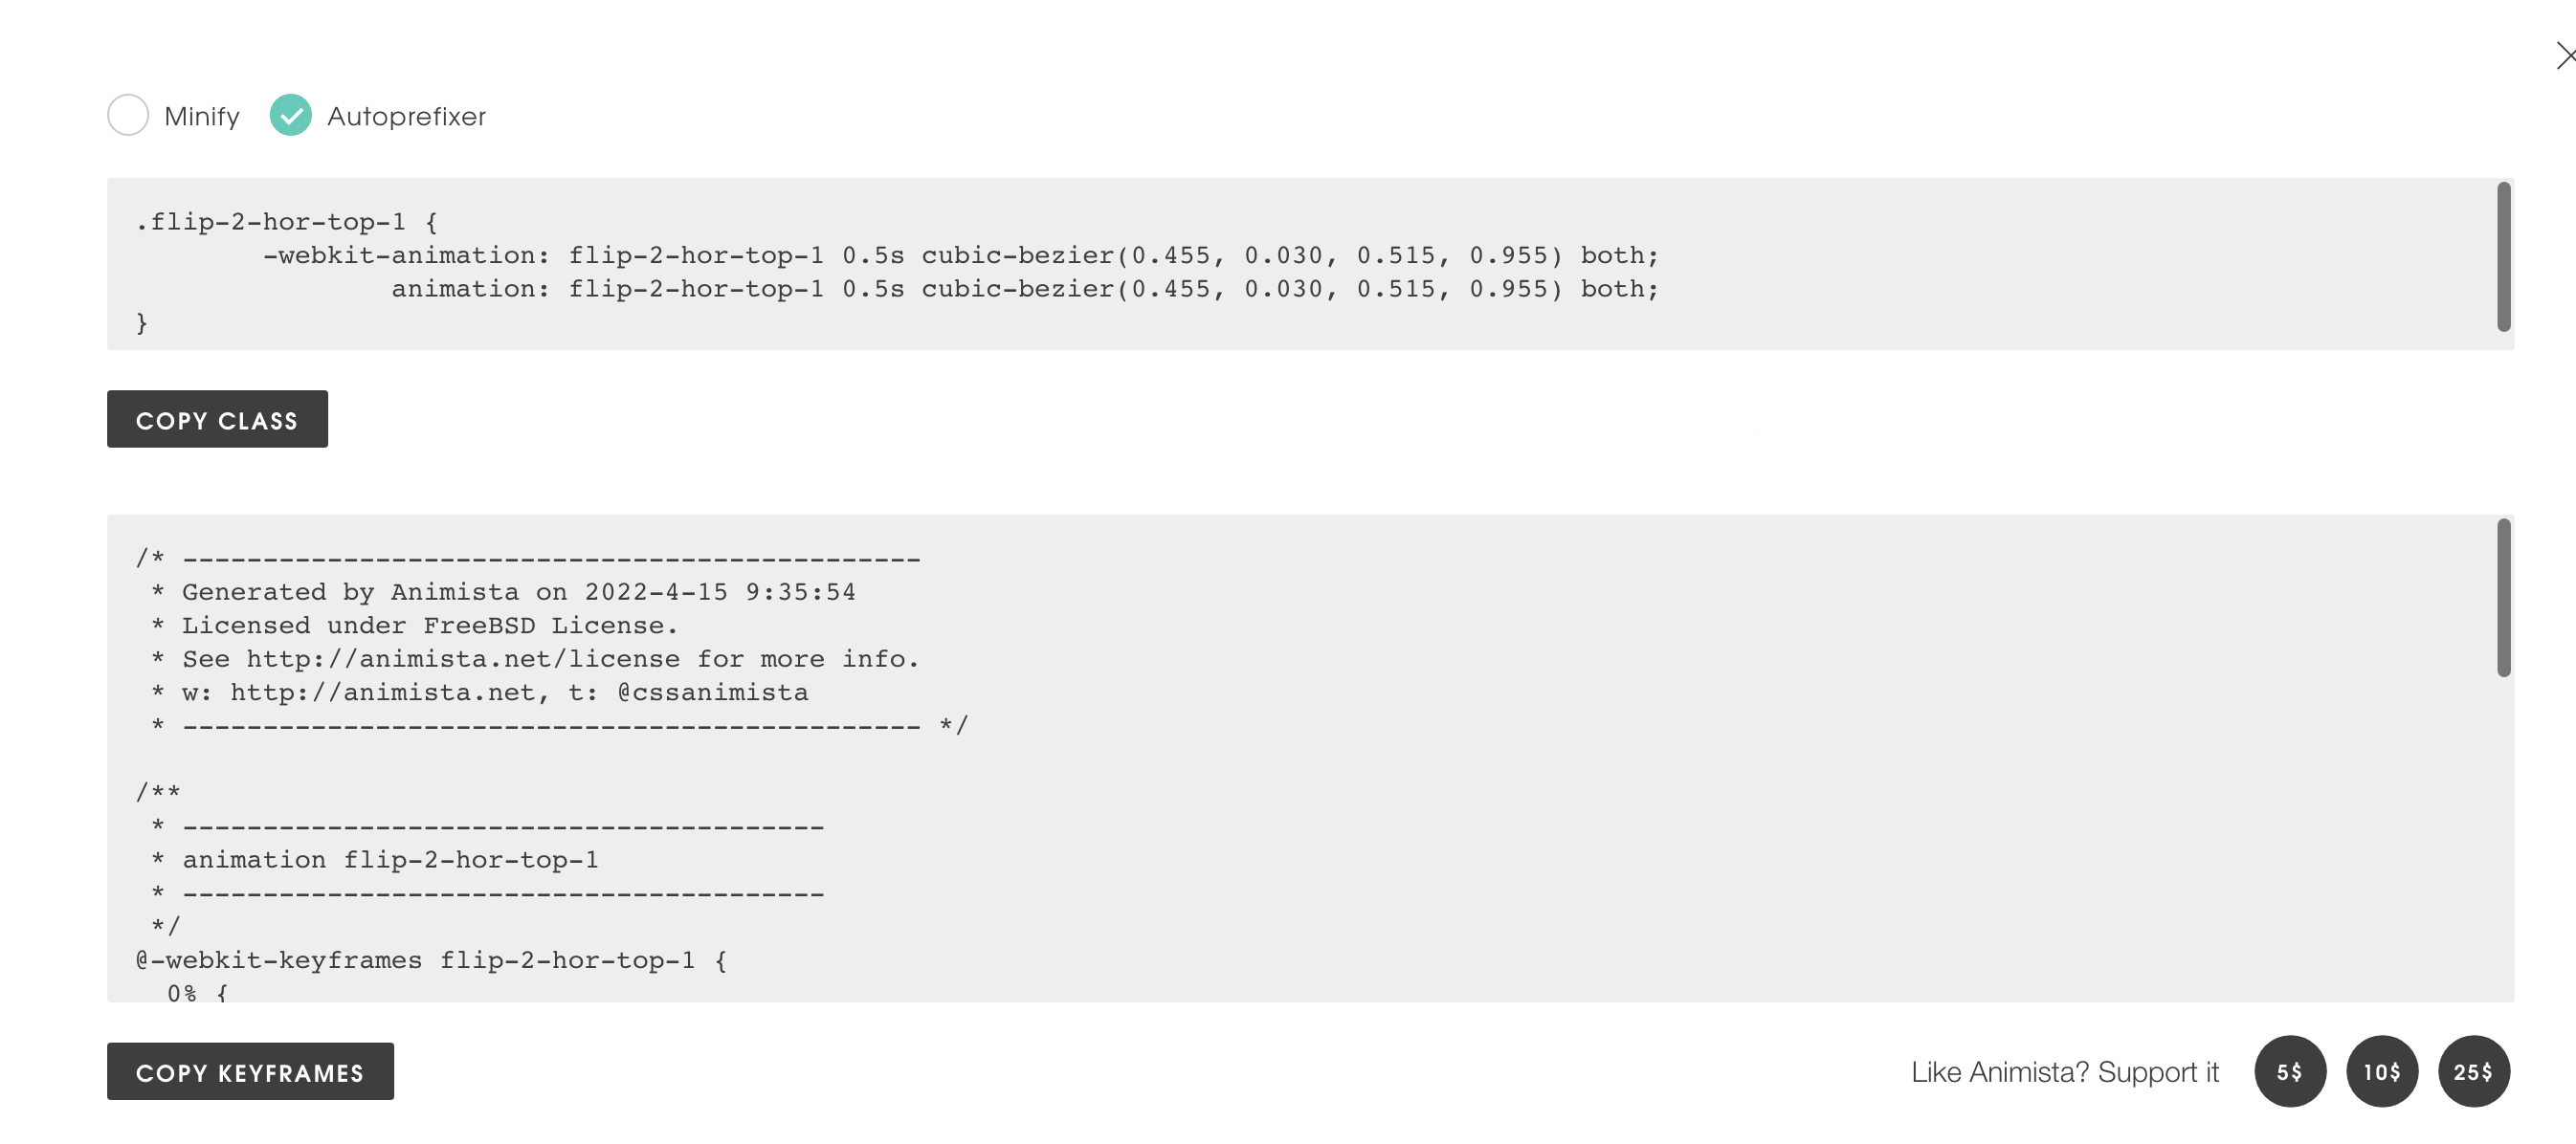 Minify Autoprefixer
.flip-2-hor-top-1 {
        -webkit-animation: flip-2-hor-top-1 0.5s cubic-bezier(0.455, 0.030, 0.515, 0.955) both;
                animation: flip-2-hor-top-1 0.5s cubic-bezier(0.455, 0.030, 0.515, 0.955) both;
}
COPY CLASS
/* ----------------------------------------------
 * Generated by Animista on 2022-4-15 9:35:54
 * Licensed under FreeBSD License.
 * See http://animista.net/license for more info.
 * w: http://animista.net, t: @cssanimista
 * ---------------------------------------------- */
/**
 * ----------------------------------------
 * animation flip-2-hor-top-1
 * ----------------------------------------
 */
@-webkit-keyframes flip-2-hor-top-1 {
  0% {
COPY KEYFRAMES
Like Animista? Support it 5$ 10$ 25$